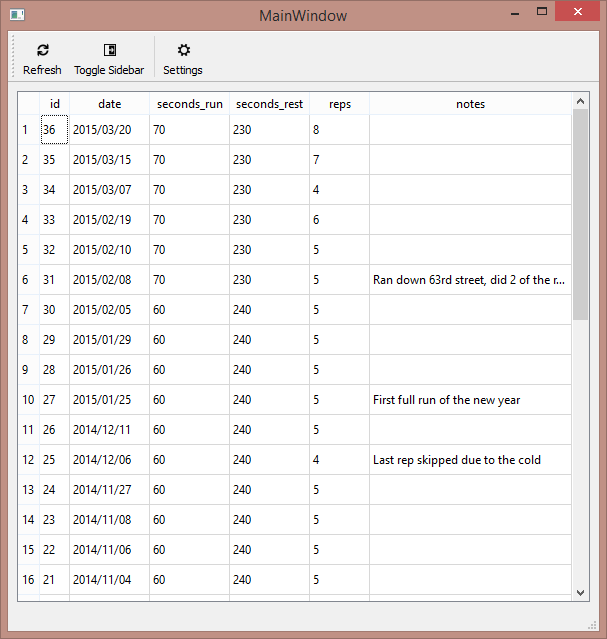 MainWindow
Refresh Toggle Sidebar Settings
id date seconds_run seconds_rest reps notes
1 36 2015/03/20 70 230 8
2 35 2015/03/15 70 230 7
3 34 2015/03/07 70 230 4
4 33 2015/02/19 70 230 6
5 32 2015/02/10 70 230 5
6 31 2015/02/08 70 230 5 Ran down 63rd street, did 2 of the r...
7 30 2015/02/05 60 240 5
8 29 2015/01/29 60 240 5
9 28 2015/01/26 60 240 5
10 27 2015/01/25 60 240 5 First full run of the new year
11 26 2014/12/11 60 240 5
12 25 2014/12/06 60 240 4 Last rep skipped due to the cold
13 24 2014/11/27 60 240 5
14 23 2014/11/08 60 240 5
15 22 2014/11/06 60 240 5
16 21 2014/11/04 60 240 5